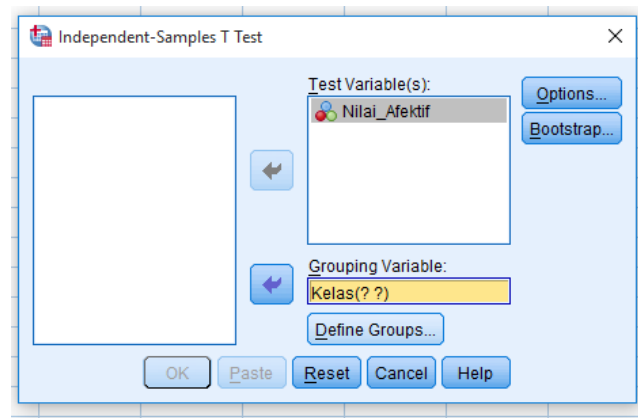 Independent-Samples T Test
Test Variable(s):
Nilai_Afektif
Options...
Bootstrap...
Grouping Variable:
Kelas(? ?)
Define Groups...
OK Paste Reset Cancel Help